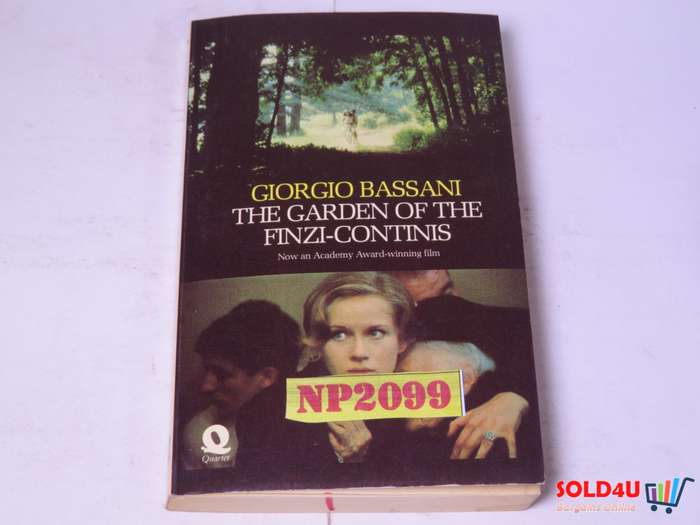 GIORGIO BASSANI
THE GARDEN OF THE
FINZI-CONTINIS
Now an Academy Award-winning film
NP2099
Quartet
SOLD4U
Bargains Online